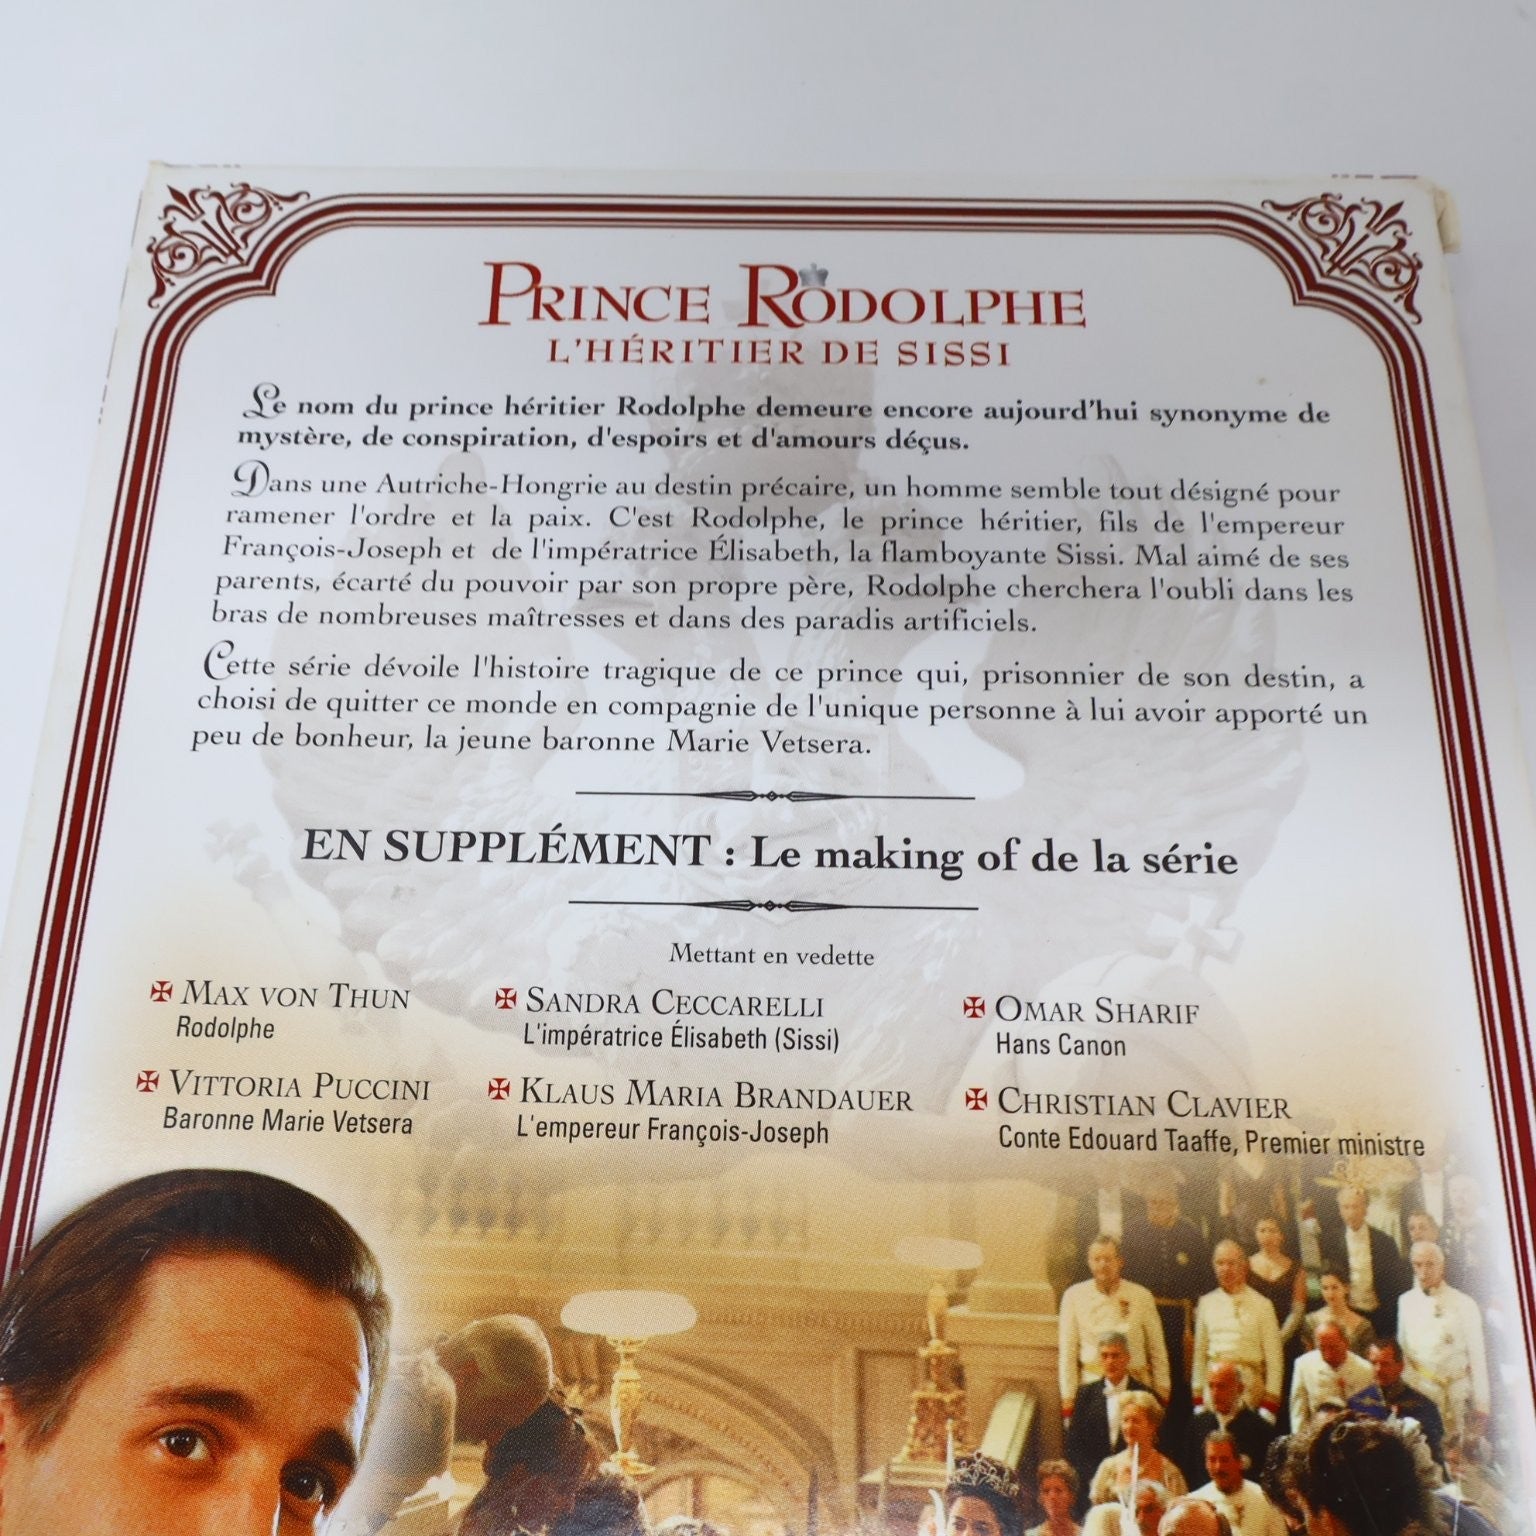 PRINCE RODOLPHE
L'HÉRITIER DE SISSI
Le nom du prince héritier Rodolphe demeure encore aujourd'hui synonyme de
mystère, de conspiration, d'espoirs et d'amours déçus.
Dans une Autriche-Hongrie au destin précaire, un homme semble tout désigné pour
ramener l'ordre et la paix. C'est Rodolphe, le prince héritier, fils de l'empereur
François-Joseph et de l'impératrice Élisabeth, la flamboyante Sissi. Mal aimé de ses
parents, écarté du pouvoir par son propre père, Rodolphe cherchera l'oubli dans les
bras de nombreuses maîtresses et dans des paradis artificiels.
Cette série dévoile l'histoire tragique de ce prince qui, prisonnier de son destin, a
choisi de quitter ce monde en compagnie de l'unique personne à lui avoir apporté un
peu de bonheur, la jeune baronne Marie Vetsera.
EN SUPPLÉMENT : Le making of de la série
Mettant en vedette
MAX VON THUN
Rodolphe
SANDRA CECCARELLI
L'impératrice Élisabeth (Sissi)
OMAR SHARIF
Hans Canon
VITTORIA PUCCINI
Baronne Marie Vetsera
KLAUS MARIA BRANDAUER
L'empereur François-Joseph
CHRISTIAN CLAVIER
Conte Edouard Taaffe, Premier ministre